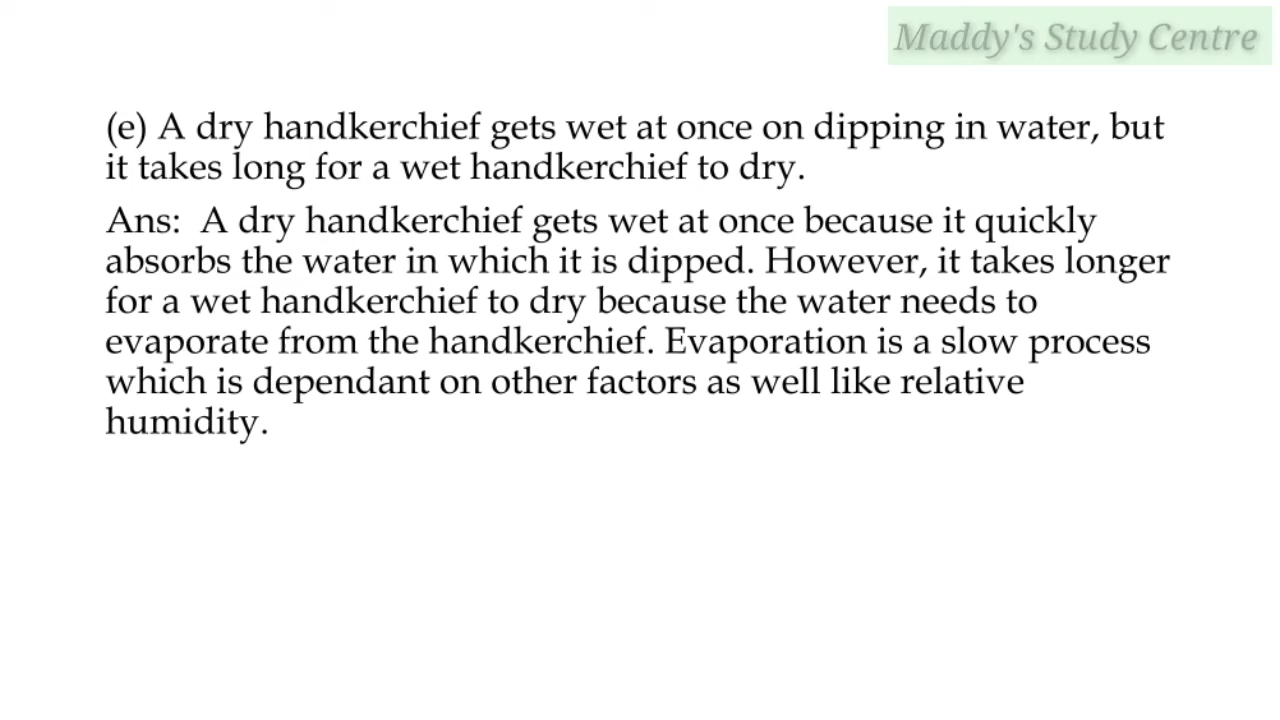 Maddy's Study Centre
(e) A dry handkerchief gets wet at once on dipping in water, but
it takes long for a wet handkerchief to dry.
Ans:  A dry handkerchief gets wet at once because it quickly
absorbs the water in which it is dipped. However, it takes longer
for a wet handkerchief to dry because the water needs to
evaporate from the handkerchief. Evaporation is a slow process
which is dependant on other factors as well like relative
humidity.